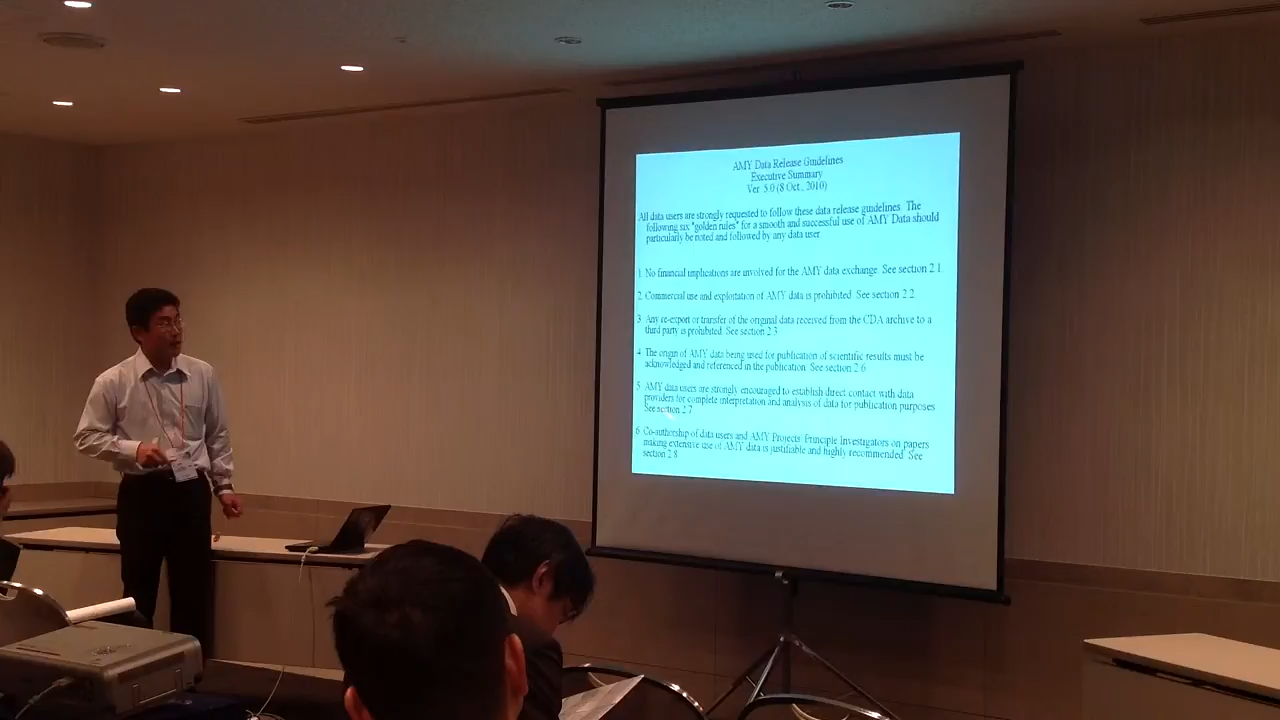 AMY Data Release Guidelines
Executive Summary
Ver. 5.0 (8 Oct., 2010)
All data users are strongly requested to follow these data release guidelines. The
following six "golden rules" for a smooth and successful use of AMY Data should
particularly be noted and followed by any data user.
1. No financial implications are involved for the AMY data exchange. See section 2.1.
2. Commercial use and exploitation of AMY data is prohibited. See section 2.2.
3. Any re-export or transfer of the original data received from the CDA archive to a
third party is prohibited. See section 2.3
4. The origin of AMY data being used for publication of scientific results must be
acknowledged and referenced in the publication. See section 2.6
5. AMY data users are strongly encouraged to establish direct contact with data
providers for complete interpretation and analysis of data for publication purposes
See section 2.7
6. Co-authorship of data users and AMY Projects' Principle Investigators on papers
making extensive use of AMY data is justifiable and highly recommended. See
section 2.8